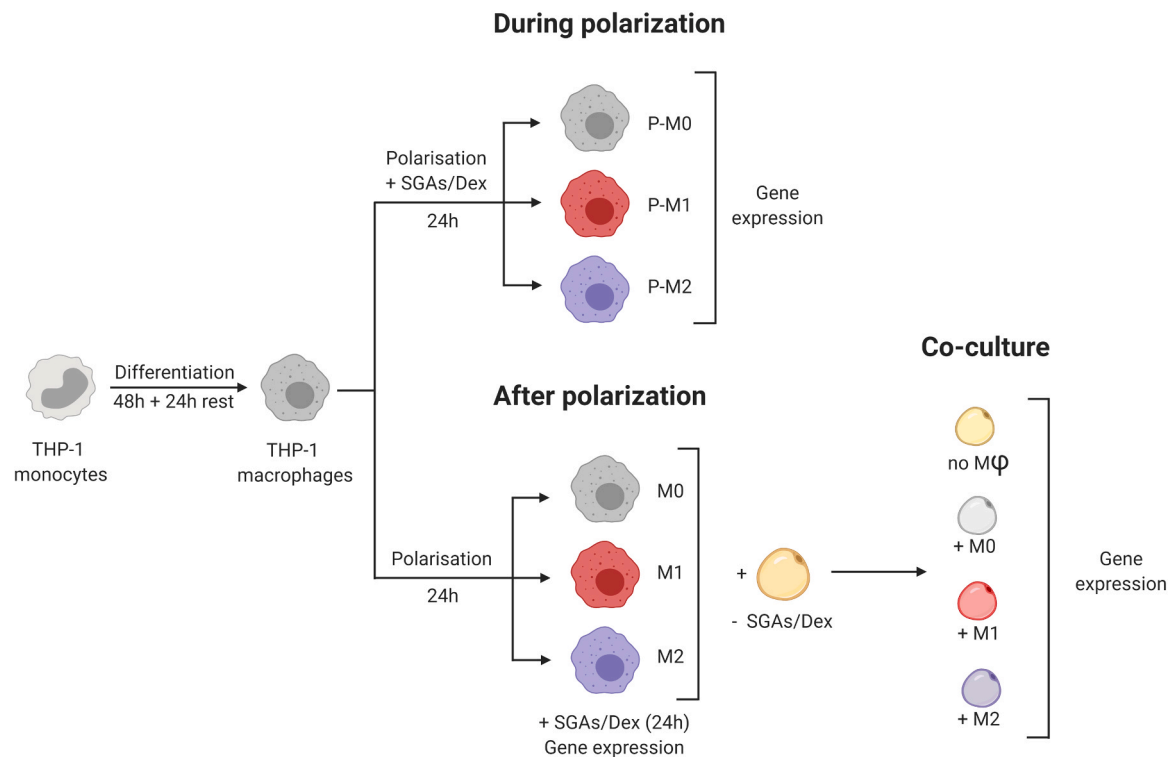 During polarization
Polarisation
+ SGAs/Dex
24h
P-M0
P-M1
P-M2
Gene
expression
Differentiation
48h + 24h rest
THP-1
monocytes
THP-1
macrophages
After polarization
Polarisation
24h
M0
M1
M2
+ SGAs/Dex (24h)
Gene expression
+
- SGAs/Dex
Co-culture
no Mφ
+ M0
+ M1
+ M2
Gene
expression